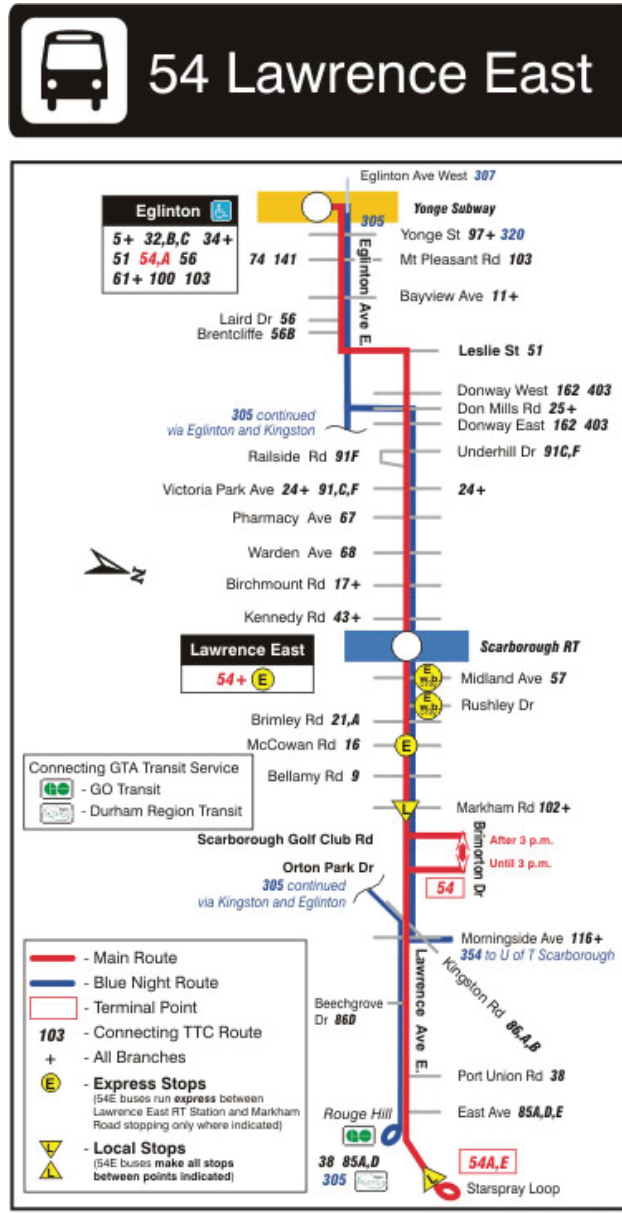 54 Lawrence East
Eglinton Ave West 307
Eglinton
5+ 32,B,C 34+
51 54,A 56
61+ 100 103
Yonge Subway
305
Yonge St 97+ 320
74 141
Mt Pleasant Rd 103
Eglinton Ave E.
Bayview Ave 11+
Laird Dr 56
Brentcliffe 56B
Leslie St 51
Donway West 162 403
305 continued
via Eglinton and Kingston
Don Mills Rd 25+
Donway East 162 403
Railside Rd 91F
Underhill Dr 91C,F
Victoria Park Ave 24+ 91,C,F
24+
Pharmacy Ave 67
Warden Ave 68
N
Birchmount Rd 17+
Kennedy Rd 43+
Lawrence East
54+ E
Scarborough RT
E
w.b.
only
Midland Ave 57
E
w.b.
only
Rushley Dr
Brimley Rd 21,A
McCowan Rd 16
E
Bellamy Rd 9
Connecting GTA Transit Service
GO - GO Transit
- Durham Region Transit
L
Markham Rd 102+
Scarborough Golf Club Rd
After 3 p.m.
Brimorton Dr
Until 3 p.m.
Orton Park Dr
54
305 continued
via Kingston and Eglinton
Morningside Ave 116+
354 to U of T Scarborough
Kingston Rd 86,A,B
Lawrence Ave E.
- Main Route
- Blue Night Route
- Terminal Point
103 - Connecting TTC Route
+ - All Branches
E - Express Stops
(54E buses run express between
Lawrence East RT Station and Markham
Road stopping only where indicated)
L - Local Stops
L (54E buses make all stops
between points indicated)
Beechgrove
Dr 86D
Port Union Rd 38
East Ave 85A,D,E
Rouge Hill
GO
38 85A,D
305
54A,E
L
Starspray Loop